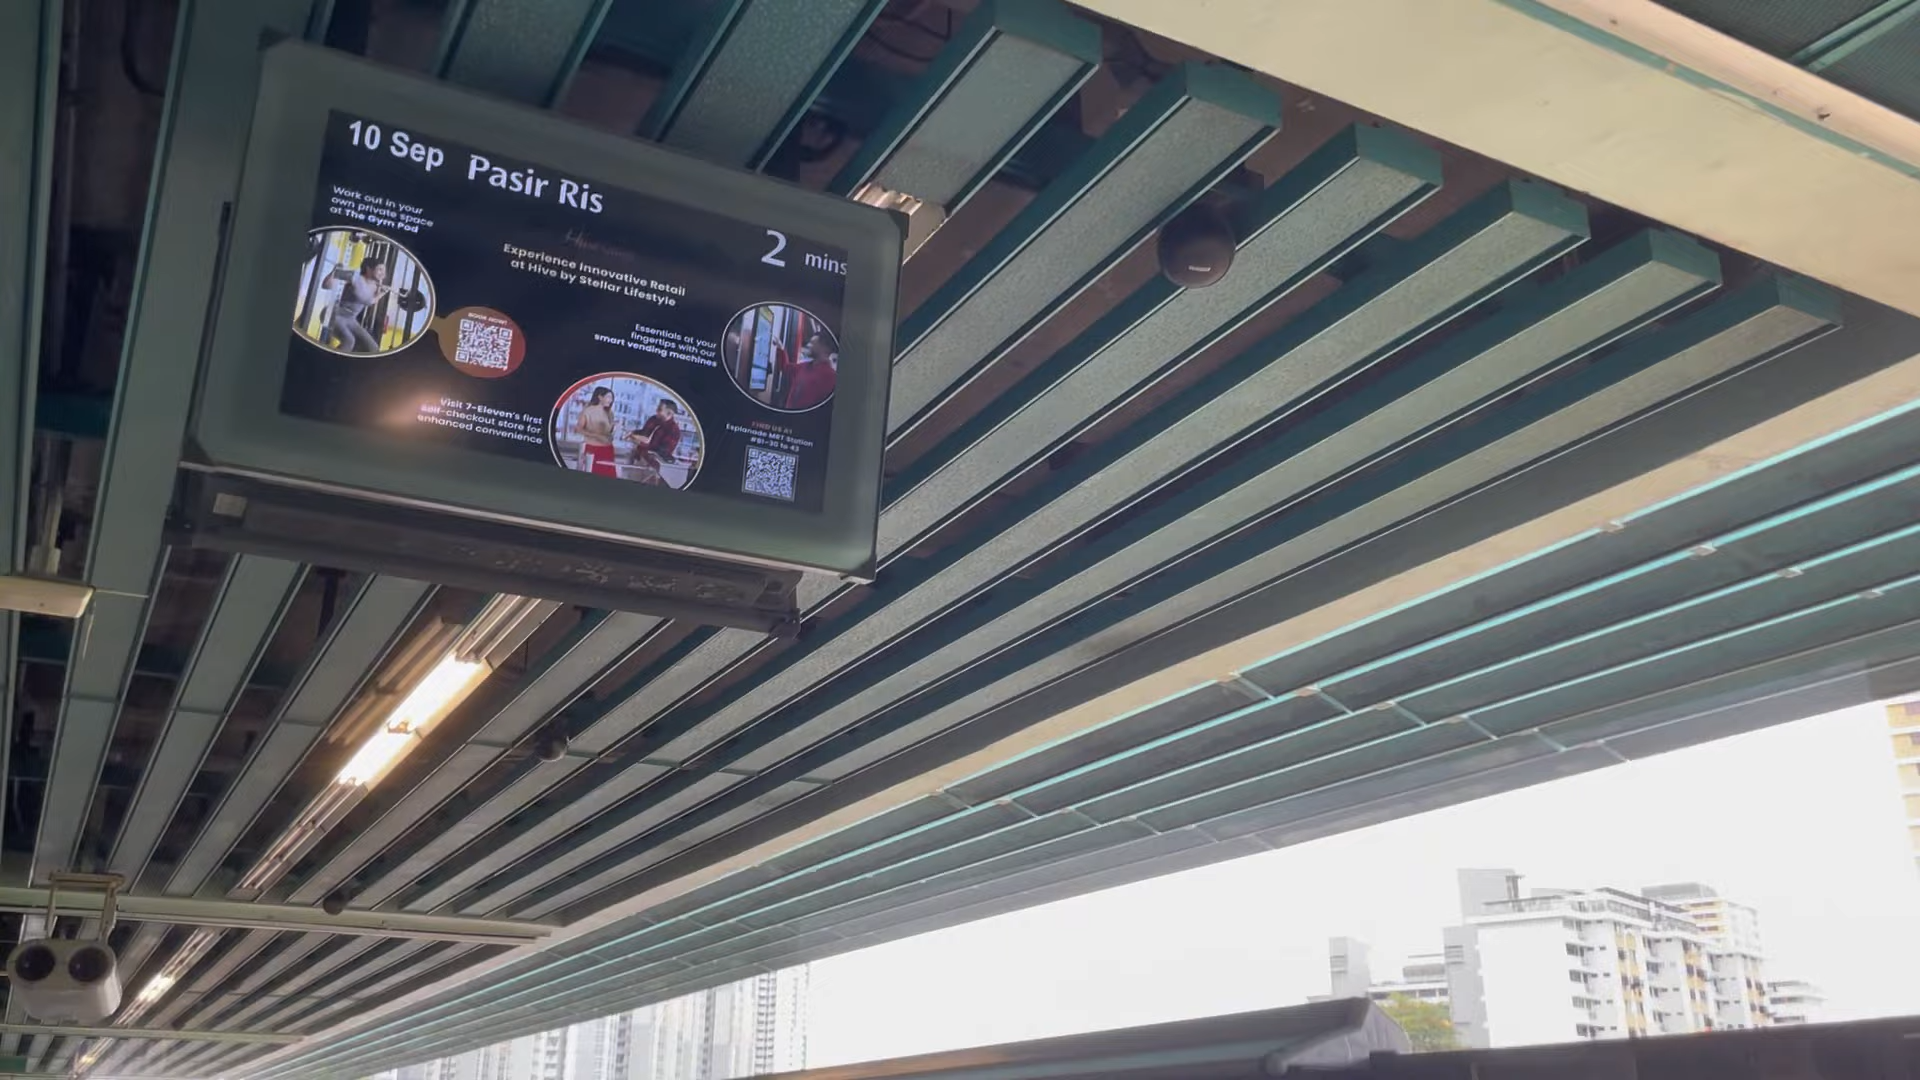 10 Sep Pasir Ris
2 mins
Work out in your
own private space
at The Gym Pod
Experience Innovative Retail
at Hive by Stellar Lifestyle
BOOK NOW!
Essentials at your
fingertips with our
smart vending machines
Visit 7-Eleven's first
self-checkout store for
enhanced convenience
FIND US AT
Esplanade MRT Station